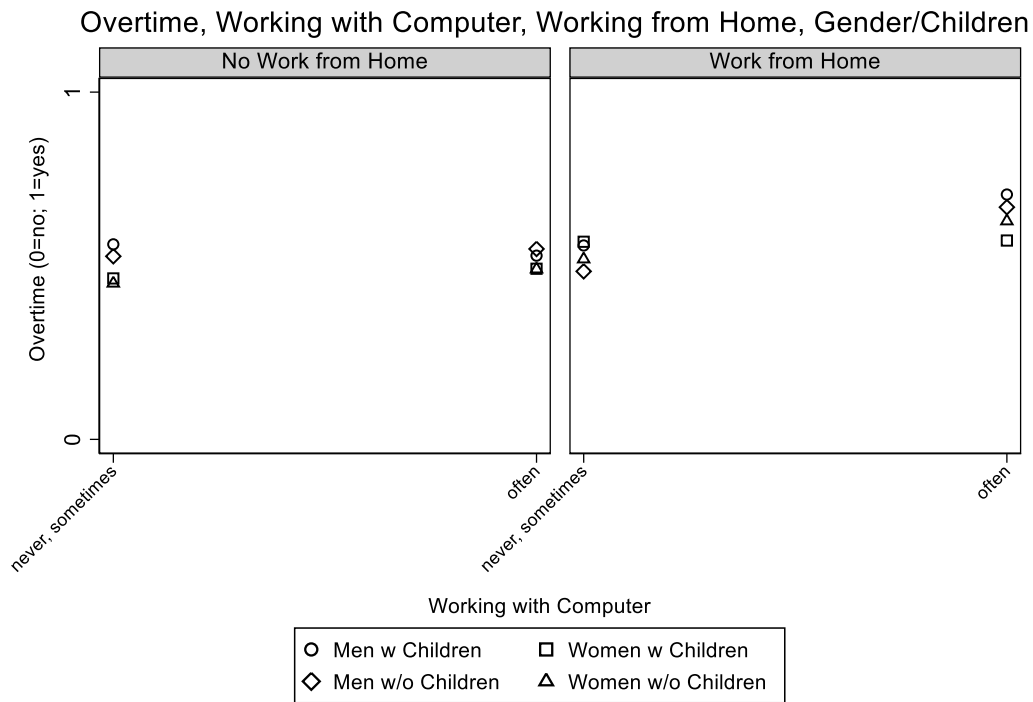 Overtime, Working with Computer, Working from Home, Gender/Children
No Work from Home
Work from Home
Overtime (0=no; 1=yes)
1
0
never, sometimes
often
never, sometimes
often
Working with Computer
Men w Children
Women w Children
Men w/o Children
Women w/o Children